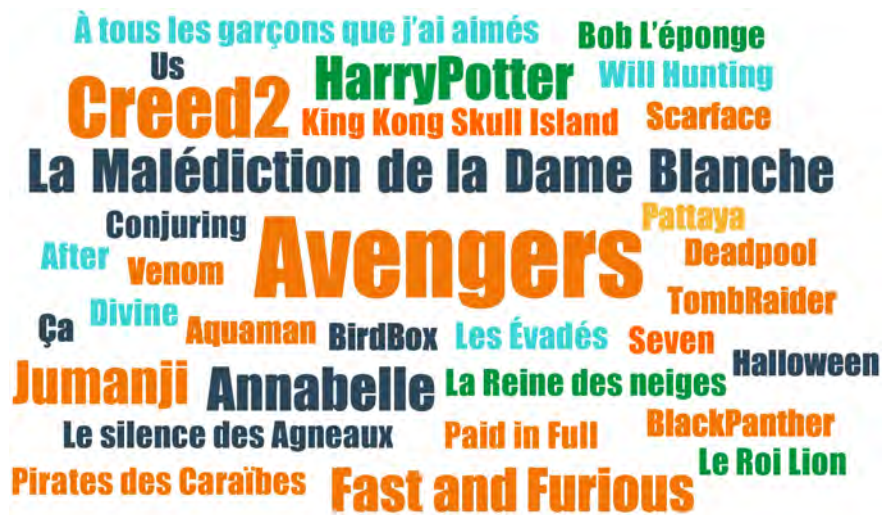 À tous les garçons que j’ai aimés
Bob L’éponge
Us
HarryPotter
Will Hunting
Creed2
King Kong Skull Island
Scarface
La Malédiction de la Dame Blanche
Conjuring
Avengers
Pattaya
After
Venom
Deadpool
TombRaider
Divine
Ça
Aquaman
BirdBox
Les Évadés
Seven
Halloween
Jumanji
Annabelle
La Reine des neiges
Le silence des Agneaux
Paid in Full
BlackPanther
Le Roi Lion
Pirates des Caraïbes
Fast and Furious